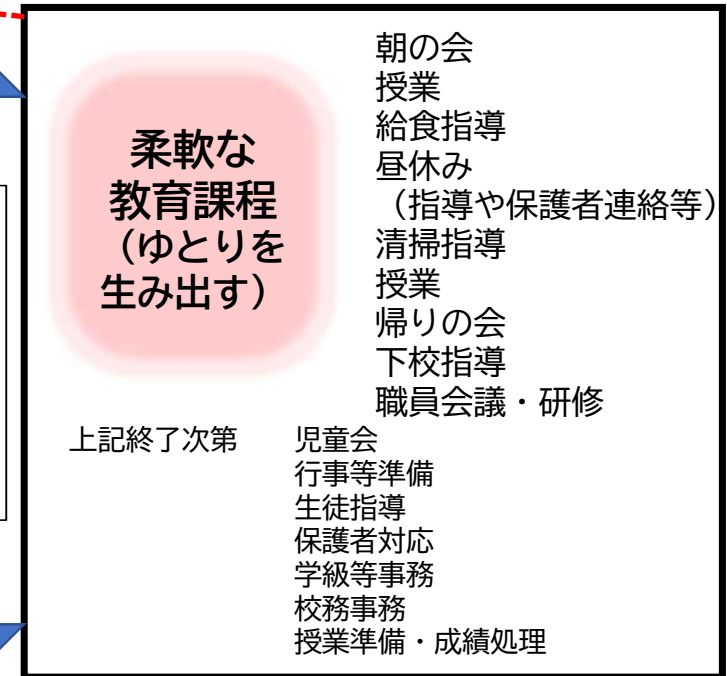 柔軟な
教育課程
(ゆとりを
生み出す)
朝の会
授業
給食指導
昼休み
(指導や保護者連絡等)
清掃指導
授業
帰りの会
下校指導
職員会議・研修
上記終了次第 児童会
行事等準備
生徒指導
保護者対応
学級等事務
校務事務
授業準備・成績処理